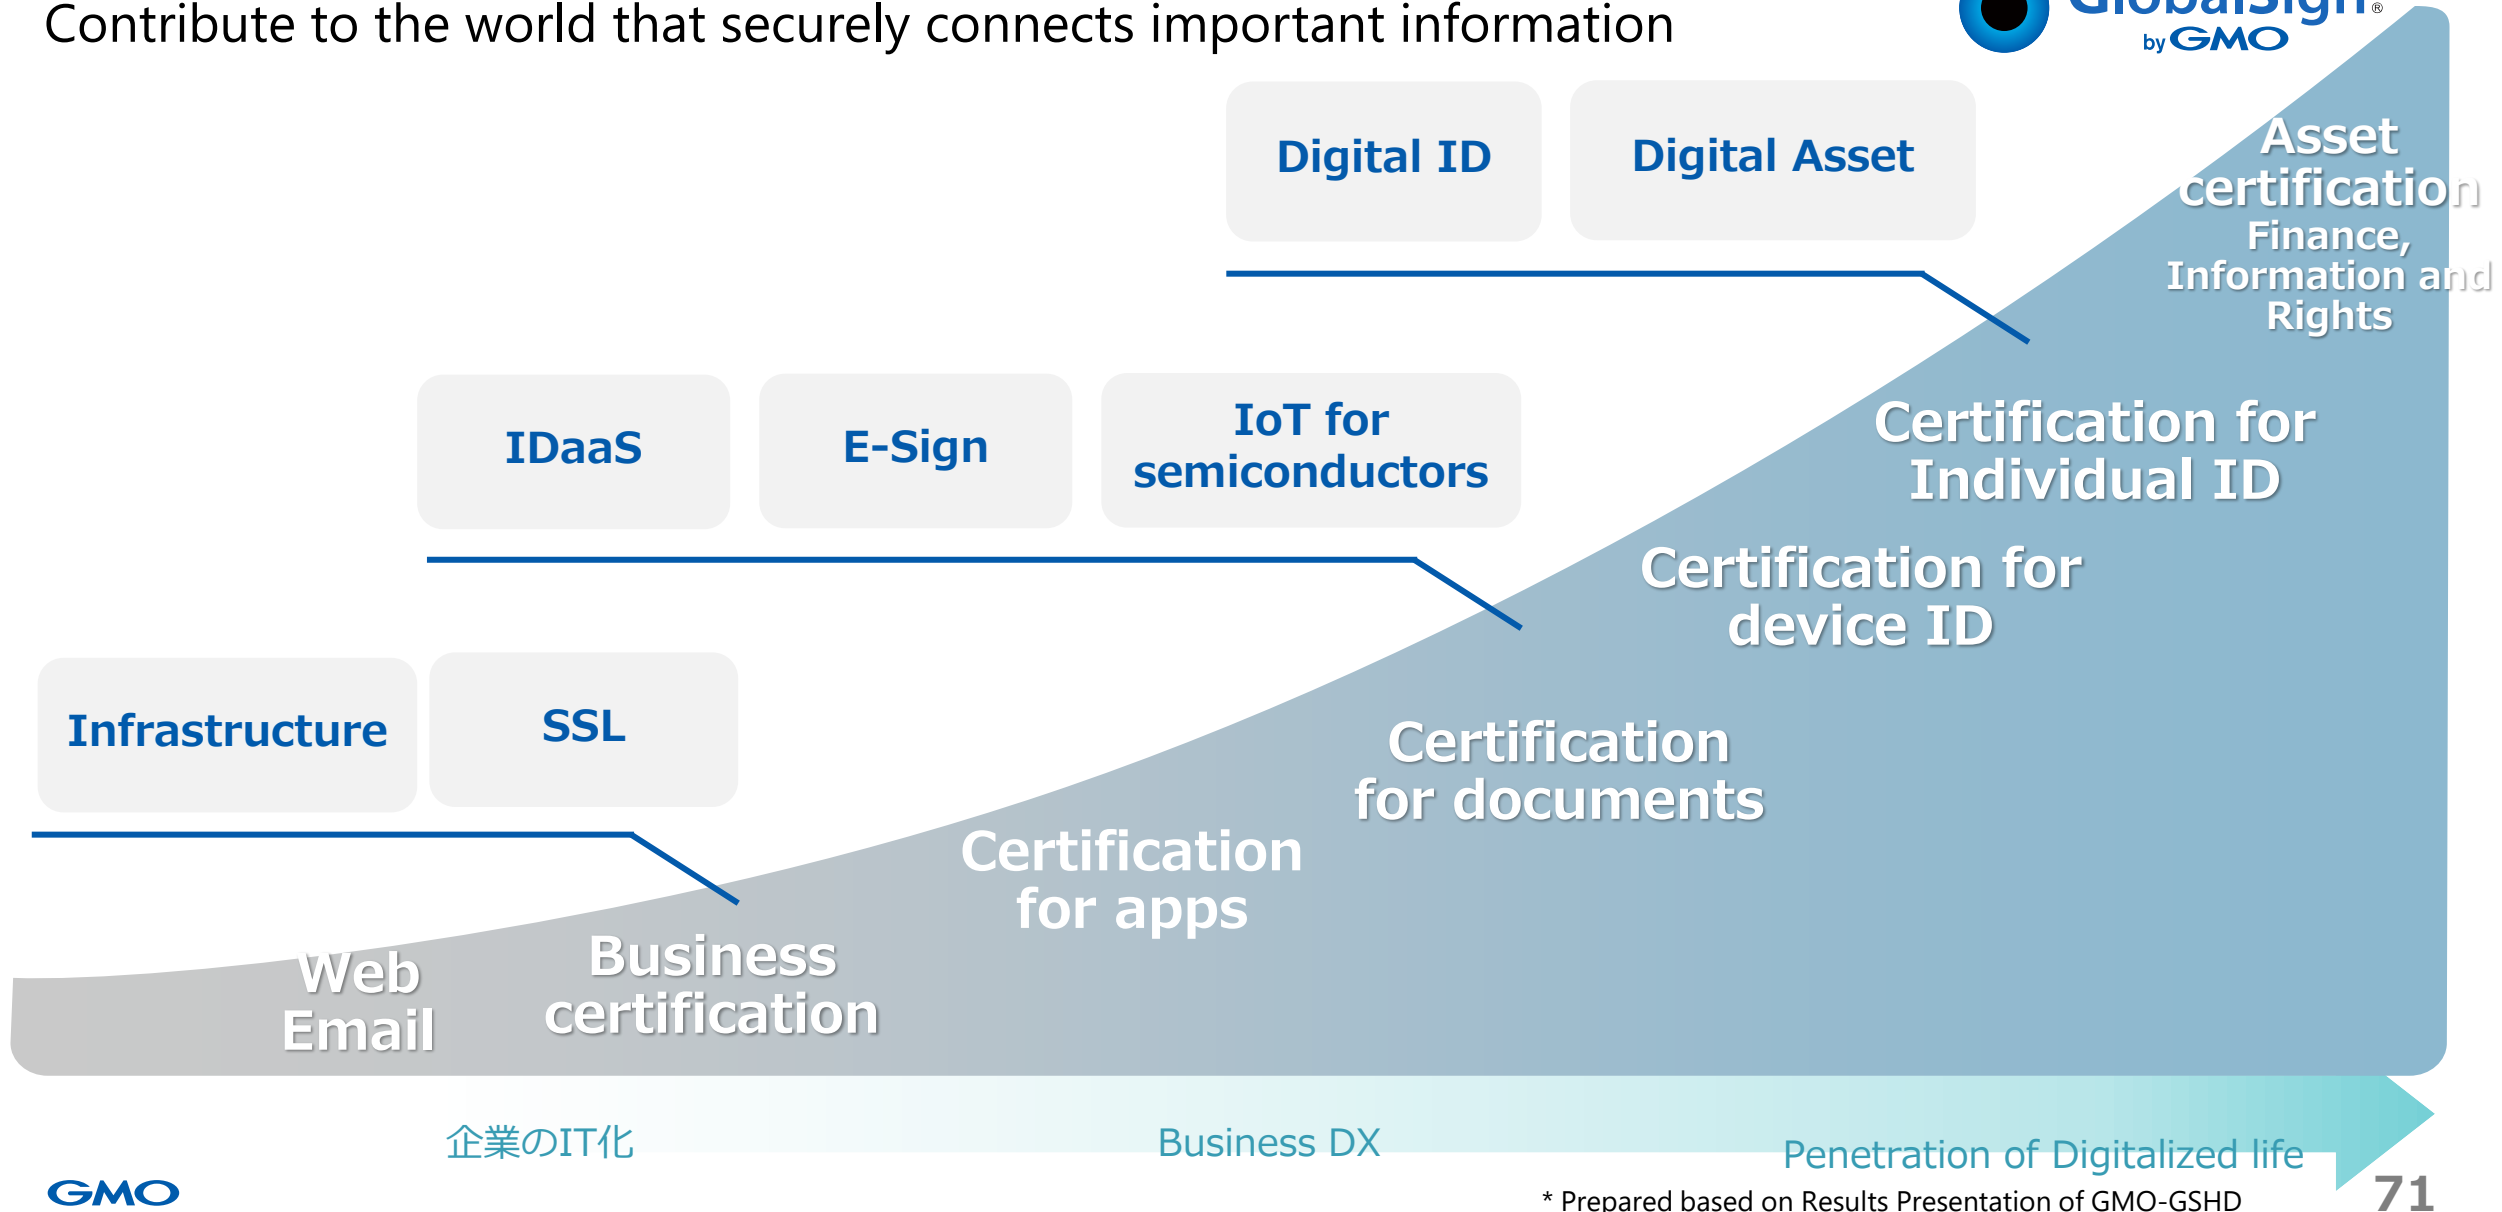 Contribute to the world that securely connects important information
GlobalSign®
by GMO
Digital ID
Digital Asset
Asset
certification
Finance,
Information and
Rights
IDaaS
E-Sign
IoT for
semiconductors
Certification for
Individual ID
Certification for
device ID
Infrastructure
SSL
Certification
for documents
Certification
for apps
Web
Email
Business
certification
企業のIT化
Business DX
Penetration of Digitalized life
GMO
* Prepared based on Results Presentation of GMO-GSHD
71